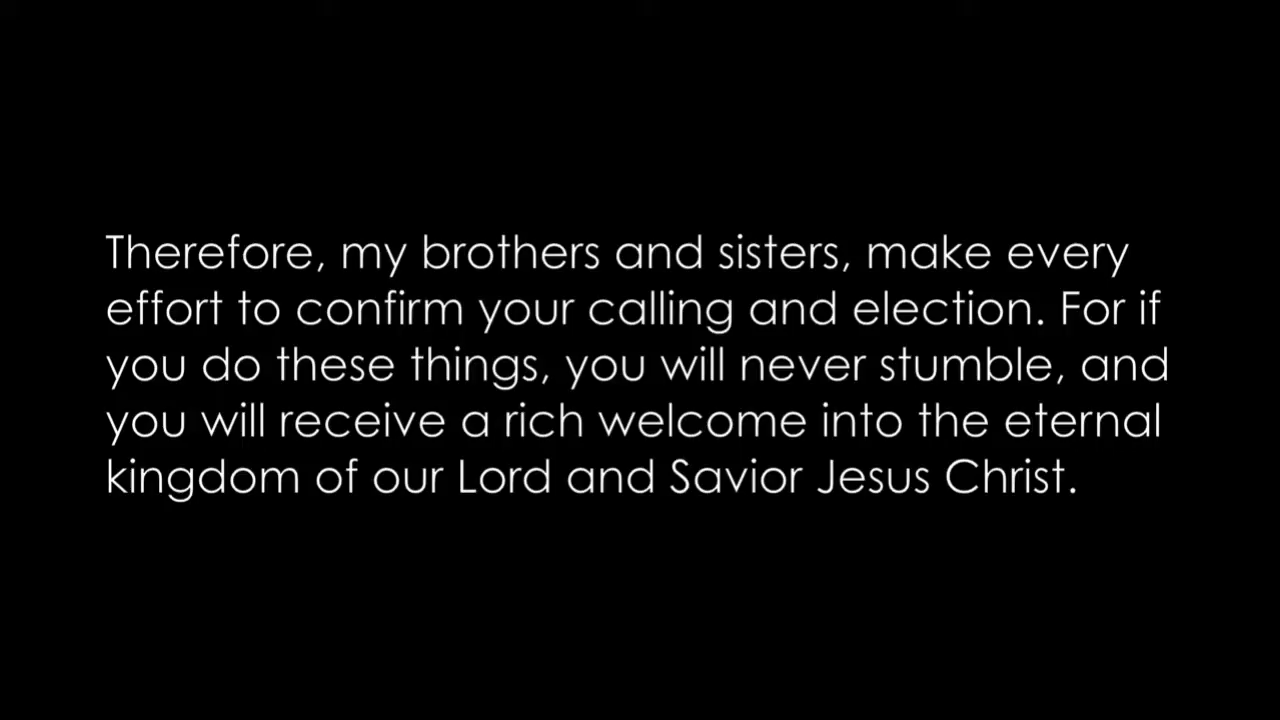 Therefore, my brothers and sisters, make every
effort to confirm your calling and election. For if
you do these things, you will never stumble, and
you will receive a rich welcome into the eternal
kingdom of our Lord and Savior Jesus Christ.